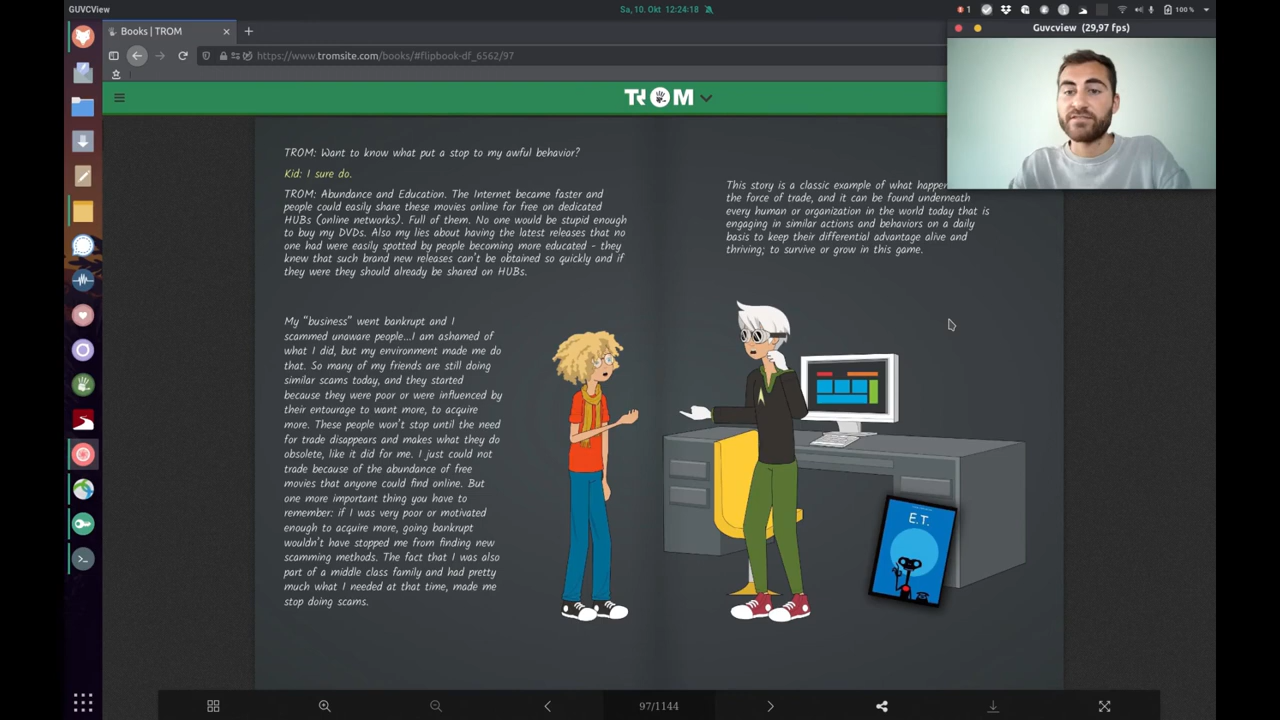 GUVCView
Sa, 10. Okt 12:24:18
1
100 %
Books | TROM
Guvcview (29,97 fps)
https://www.tromsite.com/books/#flipbook-df_6562/97
TROM
TROM: Want to know what put a stop to my awful behavior?
Kid: I sure do.
TROM: Abundance and Education. The Internet became faster and
people could easily share these movies online for free on dedicated
HUBs (online networks). Full of them. No one would be stupid enough
to buy my DVDs. Also my lies about having the latest releases that no
one had were easily spotted by people becoming more educated - they
knew that such brand new releases can't be obtained so quickly and if
they were they should already be shared on HUBs.
My "business" went bankrupt and I
scammed unaware people...I am ashamed of
what I did, but my environment made me do
that. So many of my friends are still doing
similar scams today, and they started
because they were poor or were influenced by
their entourage to want more, to acquire
more. These people won't stop until the need
for trade disappears and makes what they do
obsolete, like it did for me. I just could not
trade because of the abundance of free
movies that anyone could find online. But
one more important thing you have to
remember: if I was very poor or motivated
enough to acquire more, going bankrupt
wouldn't have stopped me from finding new
scamming methods. The fact that I was also
part of a middle class family and had pretty
much what I needed at that time, made me
stop doing scams.
This story is a classic example of what
the force of trade, and it can be found underneath
every human or organization in the world today that is
engaging in similar actions and behaviors on a daily
basis to keep their differential advantage alive and
thriving; to survive or grow in this game.
E.T.
97/1144